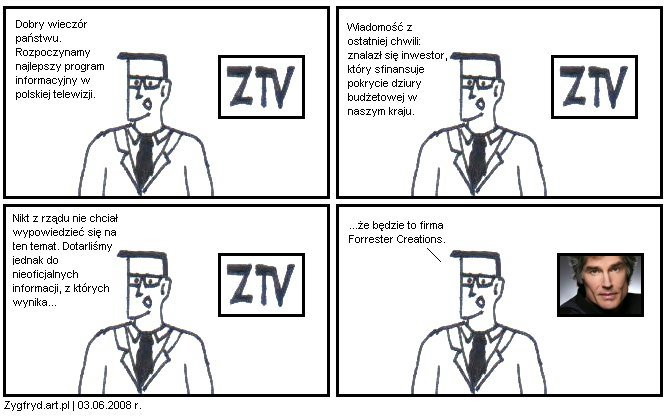 Dobry wieczór
państwu.
Rozpoczynamy
najlepszy program
informacyjny w
polskiej telewizji.
ZTV
Wiadomość z
ostatniej chwili:
znalazł się inwestor,
który sfinansuje
pokrycie dziury
budżetowej w
naszym kraju.
ZTV
Nikt z rządu nie chciał
wypowiedzieć się na
ten temat. Dotarliśmy
jednak do
nieoficjalnych
informacji, z których
wynika...
ZTV
...że będzie to firma
Forrester Creations.
Zygfryd.art.pl | 03.06.2008 r.